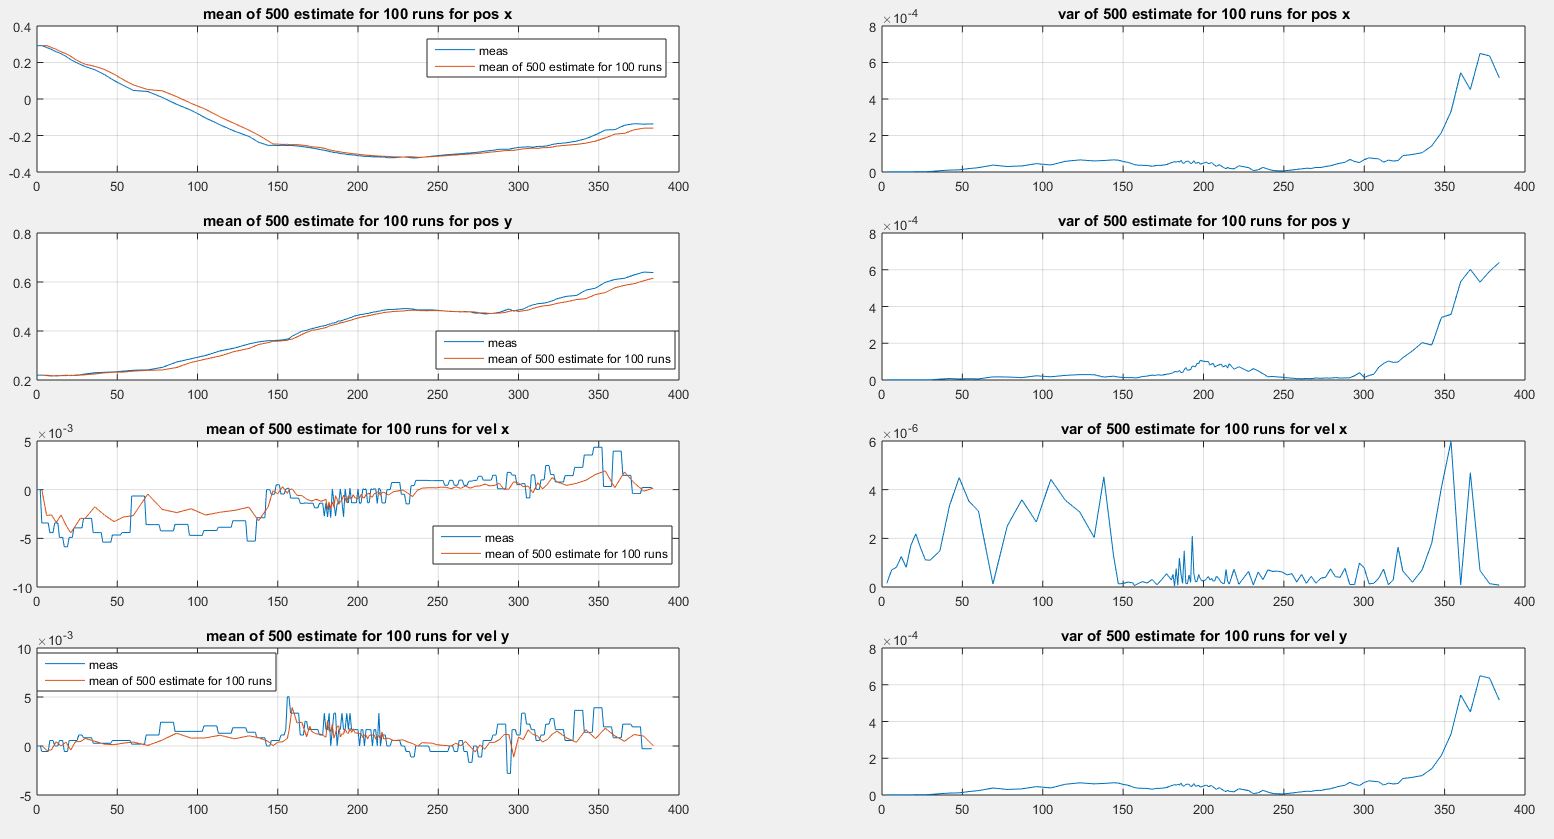 mean of 500 estimate for 100 runs for pos x
0.4
0.2
0
-0.2
-0.4
meas
mean of 500 estimate for 100 runs
0 50 100 150 200 250 300 350 400
var of 500 estimate for 100 runs for pos x
×10-4
8
6
4
2
0
0 50 100 150 200 250 300 350 400
mean of 500 estimate for 100 runs for pos y
0.8
0.6
0.4
0.2
meas
mean of 500 estimate for 100 runs
0 50 100 150 200 250 300 350 400
var of 500 estimate for 100 runs for pos y
×10-4
8
6
4
2
0
0 50 100 150 200 250 300 350 400
mean of 500 estimate for 100 runs for vel x
×10-3
5
0
-5
-10
meas
mean of 500 estimate for 100 runs
0 50 100 150 200 250 300 350 400
var of 500 estimate for 100 runs for vel x
×10-6
6
4
2
0
0 50 100 150 200 250 300 350 400
mean of 500 estimate for 100 runs for vel y
×10-3
10
5
0
-5
meas
mean of 500 estimate for 100 runs
0 50 100 150 200 250 300 350 400
var of 500 estimate for 100 runs for vel y
×10-4
8
6
4
2
0
0 50 100 150 200 250 300 350 400